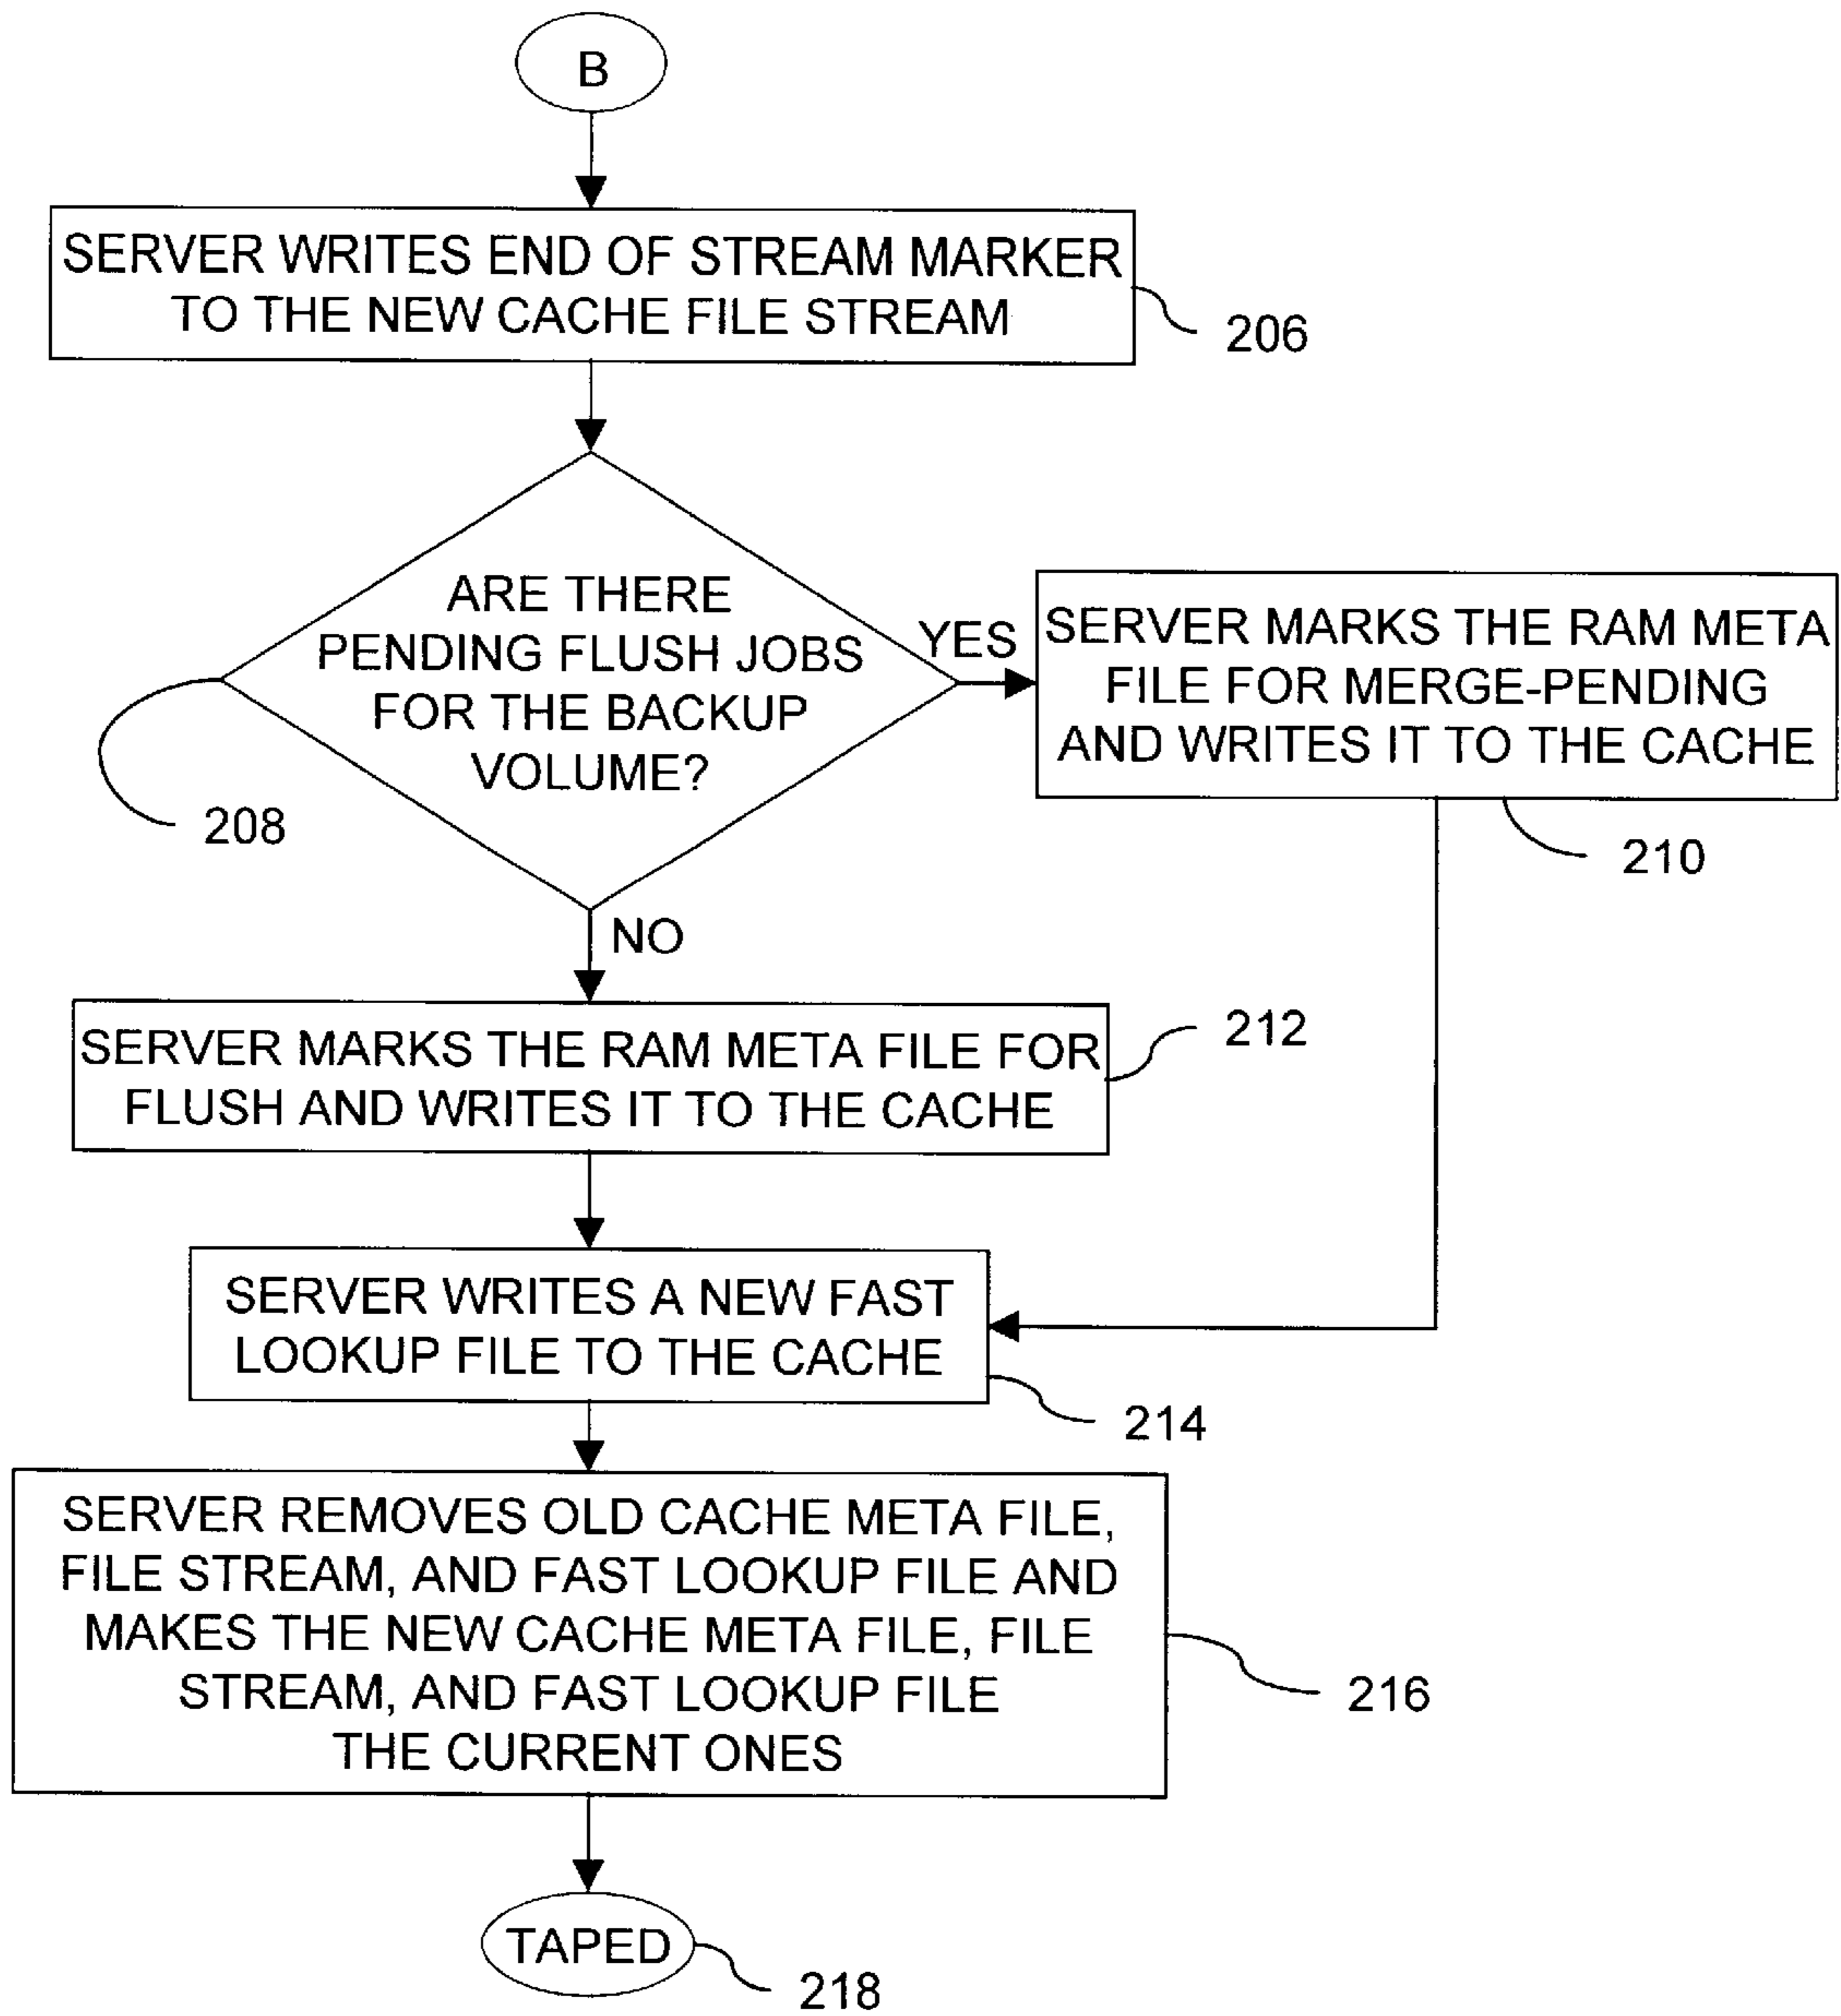 B
SERVER WRITES END OF STREAM MARKER
TO THE NEW CACHE FILE STREAM
206
ARE THERE
PENDING FLUSH JOBS
FOR THE BACKUP
VOLUME?
208
YES
SERVER MARKS THE RAM META
FILE FOR MERGE-PENDING
AND WRITES IT TO THE CACHE
210
NO
SERVER MARKS THE RAM META FILE FOR
FLUSH AND WRITES IT TO THE CACHE
212
SERVER WRITES A NEW FAST
LOOKUP FILE TO THE CACHE
214
SERVER REMOVES OLD CACHE META FILE,
FILE STREAM, AND FAST LOOKUP FILE AND
MAKES THE NEW CACHE META FILE, FILE
STREAM, AND FAST LOOKUP FILE
THE CURRENT ONES
216
TAPED
218